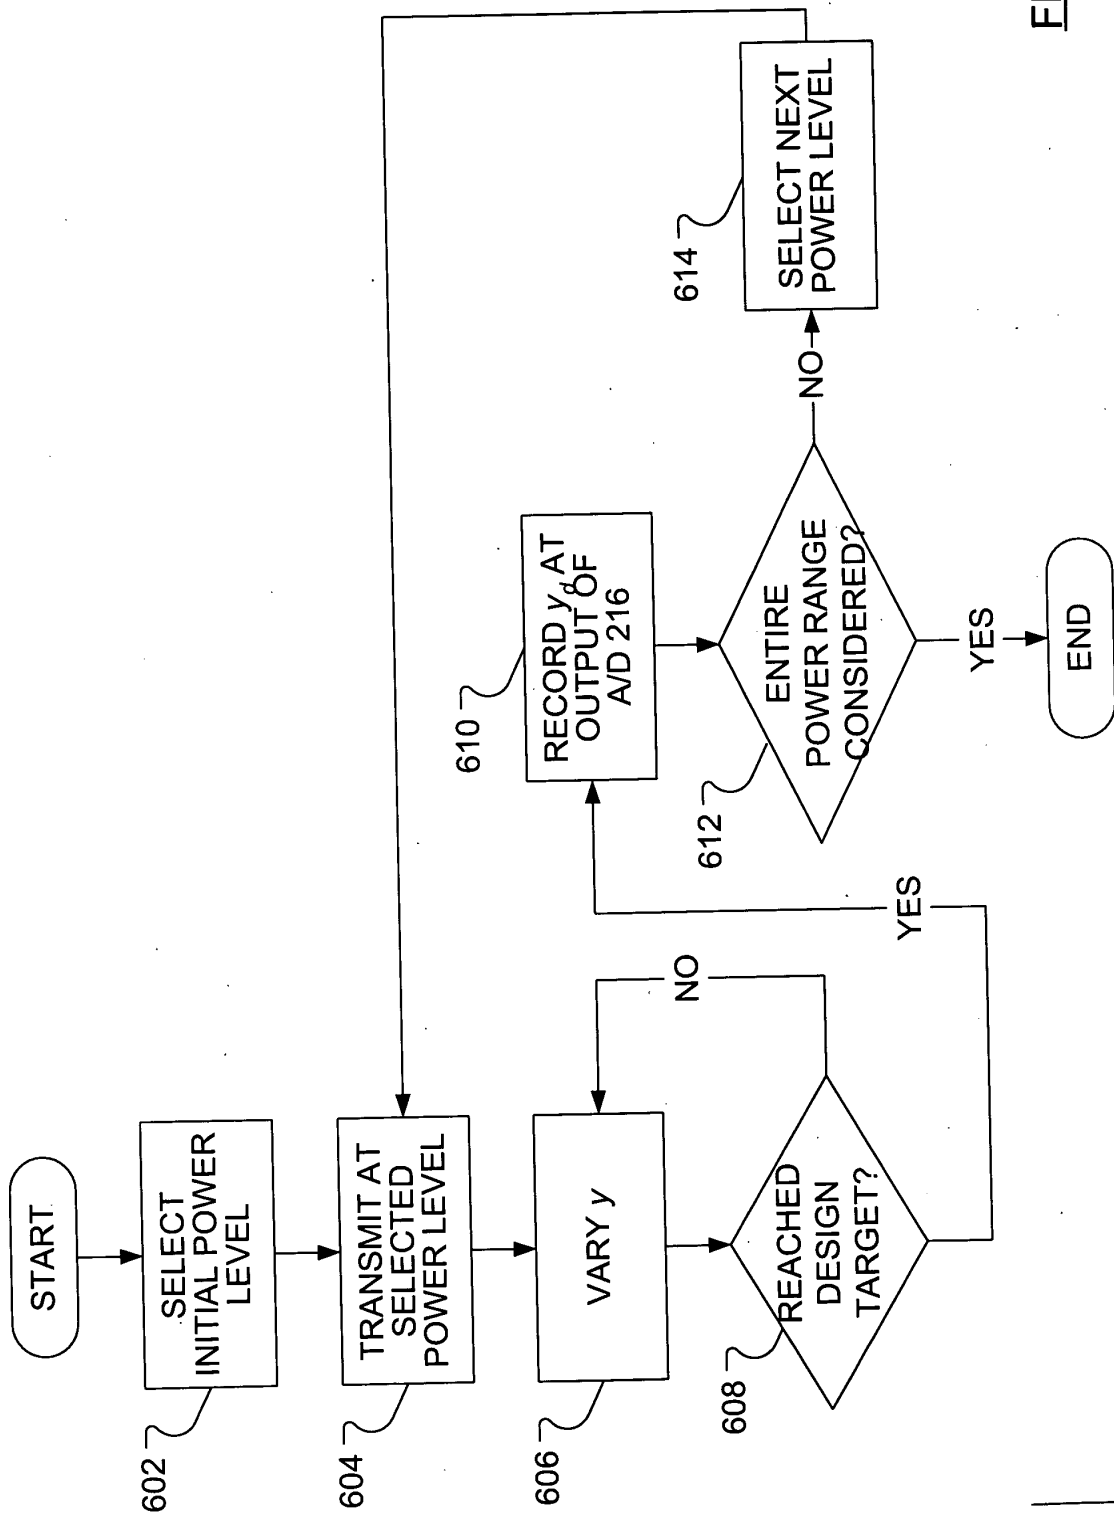 START
SELECT
INITIAL POWER
LEVEL
602
TRANSMIT AT
SELECTED
POWER LEVEL
604
VARY y
606
REACHED
DESIGN
TARGET?
608
NO
YES
RECORD yd AT
OUTPUT OF
A/D 216
610
ENTIRE
POWER RANGE
CONSIDERED?
612
NO
YES
SELECT NEXT
POWER LEVEL
614
END